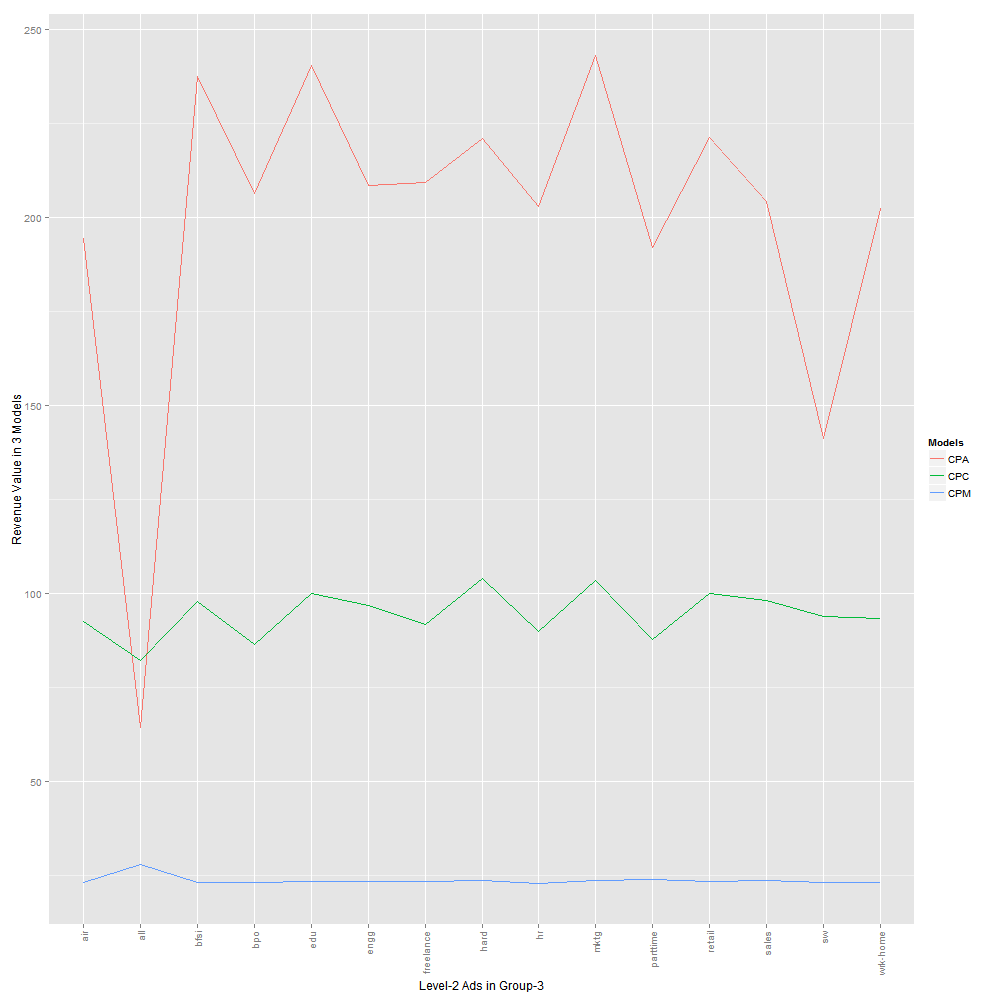 250
200
150
100
50
Revenue Value in 3 Models
air
all
bfsi
bpo
edu
engg
freelance
hard
hr
mktg
parttime
retail
sales
sw
wrk-home
Level-2 Ads in Group-3
Models
CPA
CPC
CPM